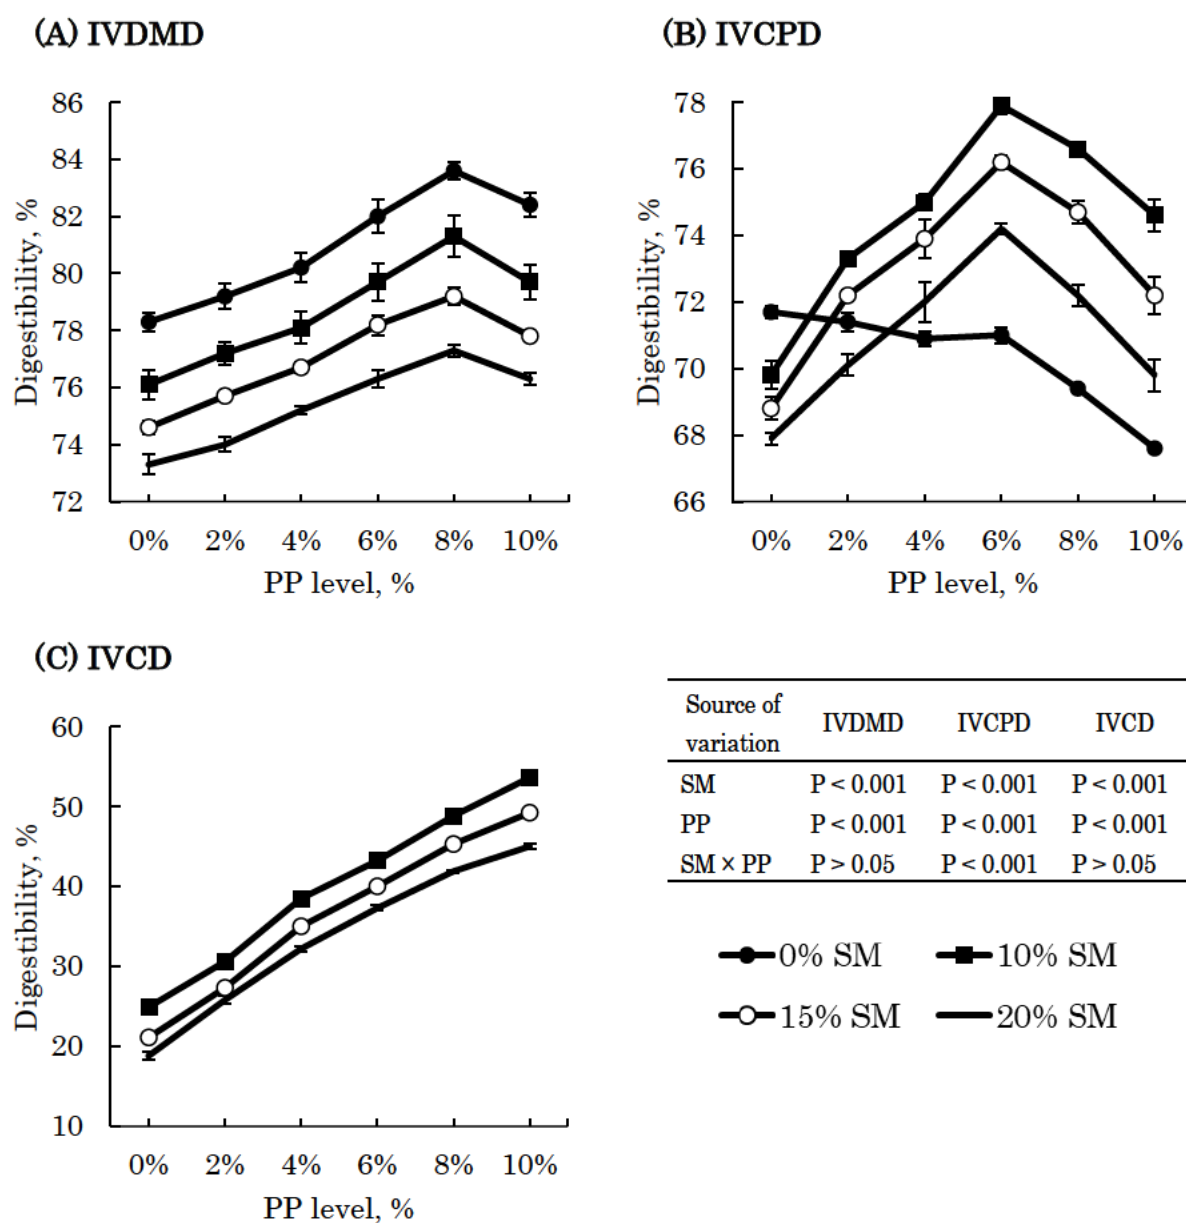 (A) IVDMD
86
84
82
80
78
76
74
72
Digestibility, %
0% 2% 4% 6% 8% 10%
PP level, %
(B) IVCPD
78
76
74
72
70
68
66
Digestibility, %
0% 2% 4% 6% 8% 10%
PP level, %
(C) IVCD
60
50
40
30
20
10
Digestibility, %
0% 2% 4% 6% 8% 10%
PP level, %
Source of
variation IVDMD IVCPD IVCD
SM P < 0.001 P < 0.001 P < 0.001
PP P < 0.001 P < 0.001 P < 0.001
SM × PP P > 0.05 P < 0.001 P > 0.05
0% SM 10% SM
15% SM 20% SM